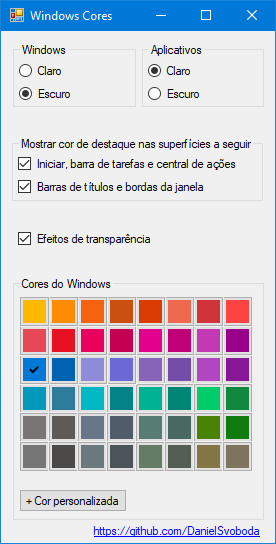 Windows Cores
Windows
Aplicativos
Claro
Claro
Escuro
Escuro
Mostrar cor de destaque nas superfícies a seguir
Iniciar, barra de tarefas e central de ações
Barras de títulos e bordas da janela
Efeitos de transparência
Cores do Windows
+ Cor personalizada
https://github.com/DanielSvoboda